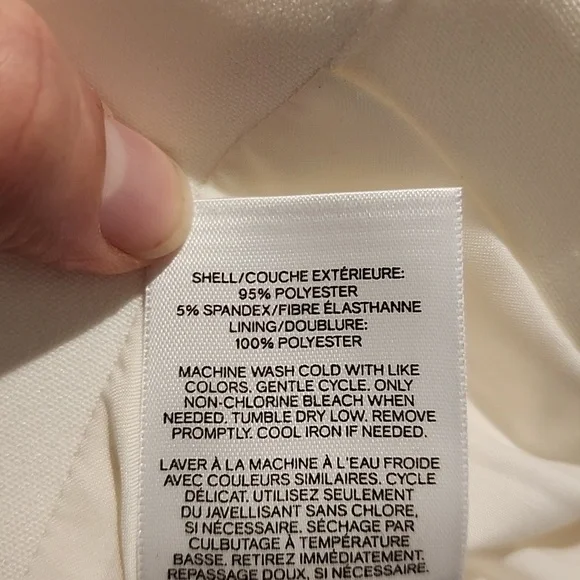 SHELL/COUCHE EXTÉRIEURE:
95% POLYESTER
5% SPANDEX/FIBRE ÉLASTHANNE
LINING/DOUBLURE:
100% POLYESTER
MACHINE WASH COLD WITH LIKE
COLORS. GENTLE CYCLE. ONLY
NON-CHLORINE BLEACH WHEN
NEEDED. TUMBLE DRY LOW. REMOVE
PROMPTLY. COOL IRON IF NEEDED.
LAVER À LA MACHINE À L'EAU FROIDE
AVEC COULEURS SIMILAIRES. CYCLE
DÉLICAT. UTILISEZ SEULEMENT
DU JAVELLISANT SANS CHLORE,
SI NÉCESSAIRE. SÉCHAGE PAR
CULBUTAGE À TEMPÉRATURE
BASSE. RETIREZ IMMÉDIATEMENT.
REPASSAGE DOUX, SI NÉCESSAIRE.